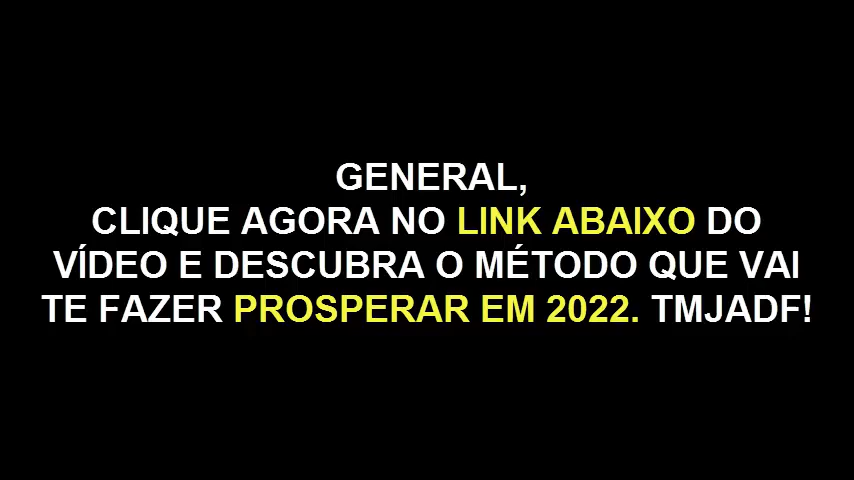 GENERAL,
CLIQUE AGORA NO LINK ABAIXO DO
VÍDEO E DESCUBRA O MÉTODO QUE VAI
TE FAZER PROSPERAR EM 2022. TMJADF!